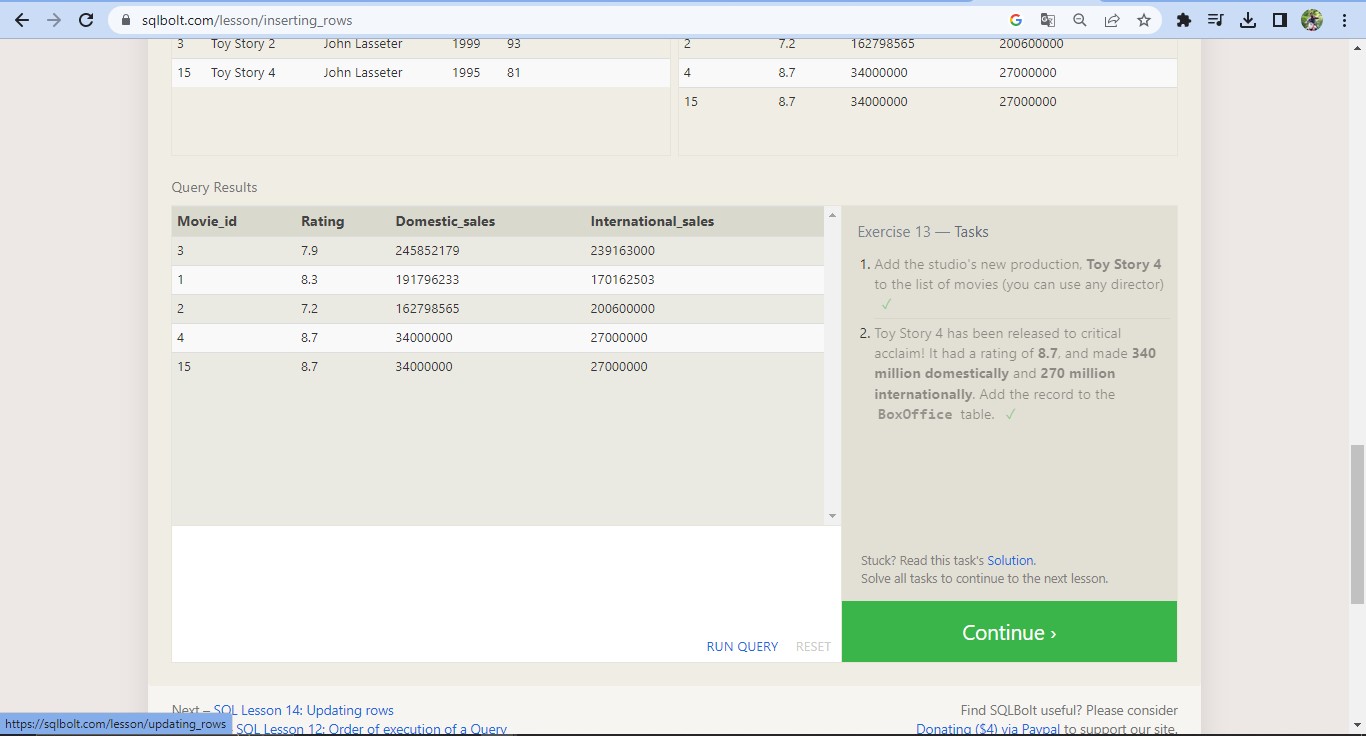 sqlbolt.com/lesson/inserting_rows
3 Toy Story 2 John Lasseter 1999 93
15 Toy Story 4 John Lasseter 1995 81
2 7.2 162798565 200600000
4 8.7 34000000 27000000
15 8.7 34000000 27000000
Query Results
Movie_id Rating Domestic_sales International_sales
3 7.9 245852179 239163000
1 8.3 191796233 170162503
2 7.2 162798565 200600000
4 8.7 34000000 27000000
15 8.7 34000000 27000000
Exercise 13 — Tasks
1. Add the studio's new production, Toy Story 4
to the list of movies (you can use any director)
✓
2. Toy Story 4 has been released to critical
acclaim! It had a rating of 8.7, and made 340
million domestically and 270 million
internationally. Add the record to the
BoxOffice table. ✓
Stuck? Read this task's Solution.
Solve all tasks to continue to the next lesson.
RUN QUERY RESET
Continue ›
Next – SQL Lesson 14: Updating rows
SQL Lesson 12: Order of execution of a Query
Find SQLBolt useful? Please consider
Donating ($4) via Paypal to support our site.
https://sqlbolt.com/lesson/updating_rows